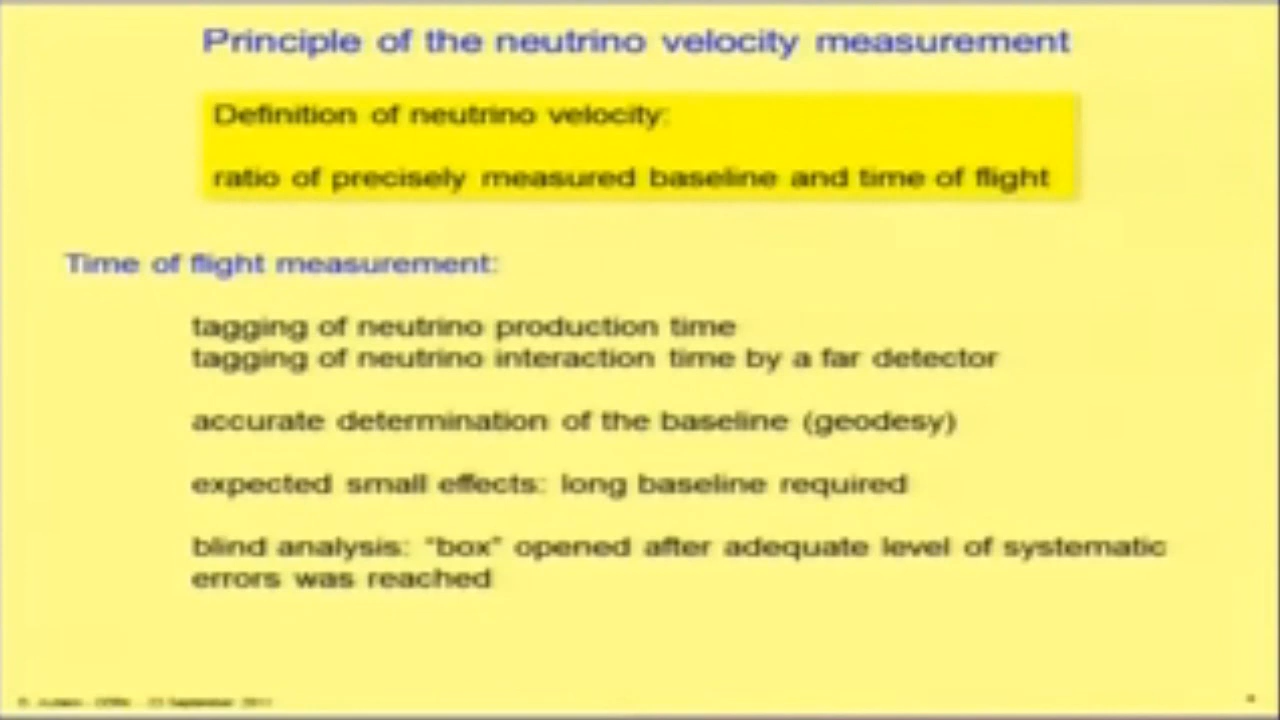 Principle of the neutrino velocity measurement
Definition of neutrino velocity:
ratio of precisely measured baseline and time of flight
Time of flight measurement:
tagging of neutrino production time
tagging of neutrino interaction time by a far detector
accurate determination of the baseline (geodesy)
expected small effects: long baseline required
blind analysis: "box" opened after adequate level of systematic
errors was reached
September 2011